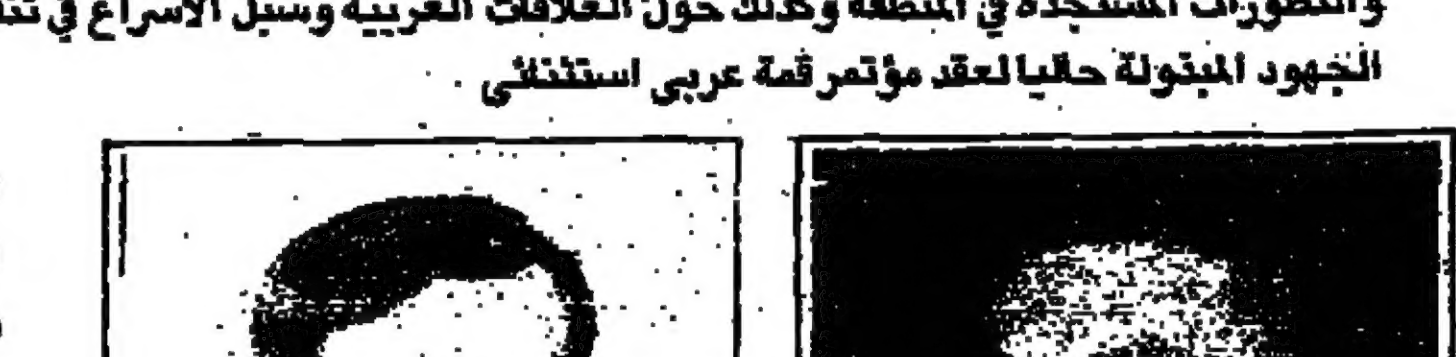 والتطورات المستجدة في المنطقة وكذلك حول العلاقات العربية وسبل الاسراع في
الجهود المبذولة حاليا لعقد مؤتمر قمة عربي استثنائي .